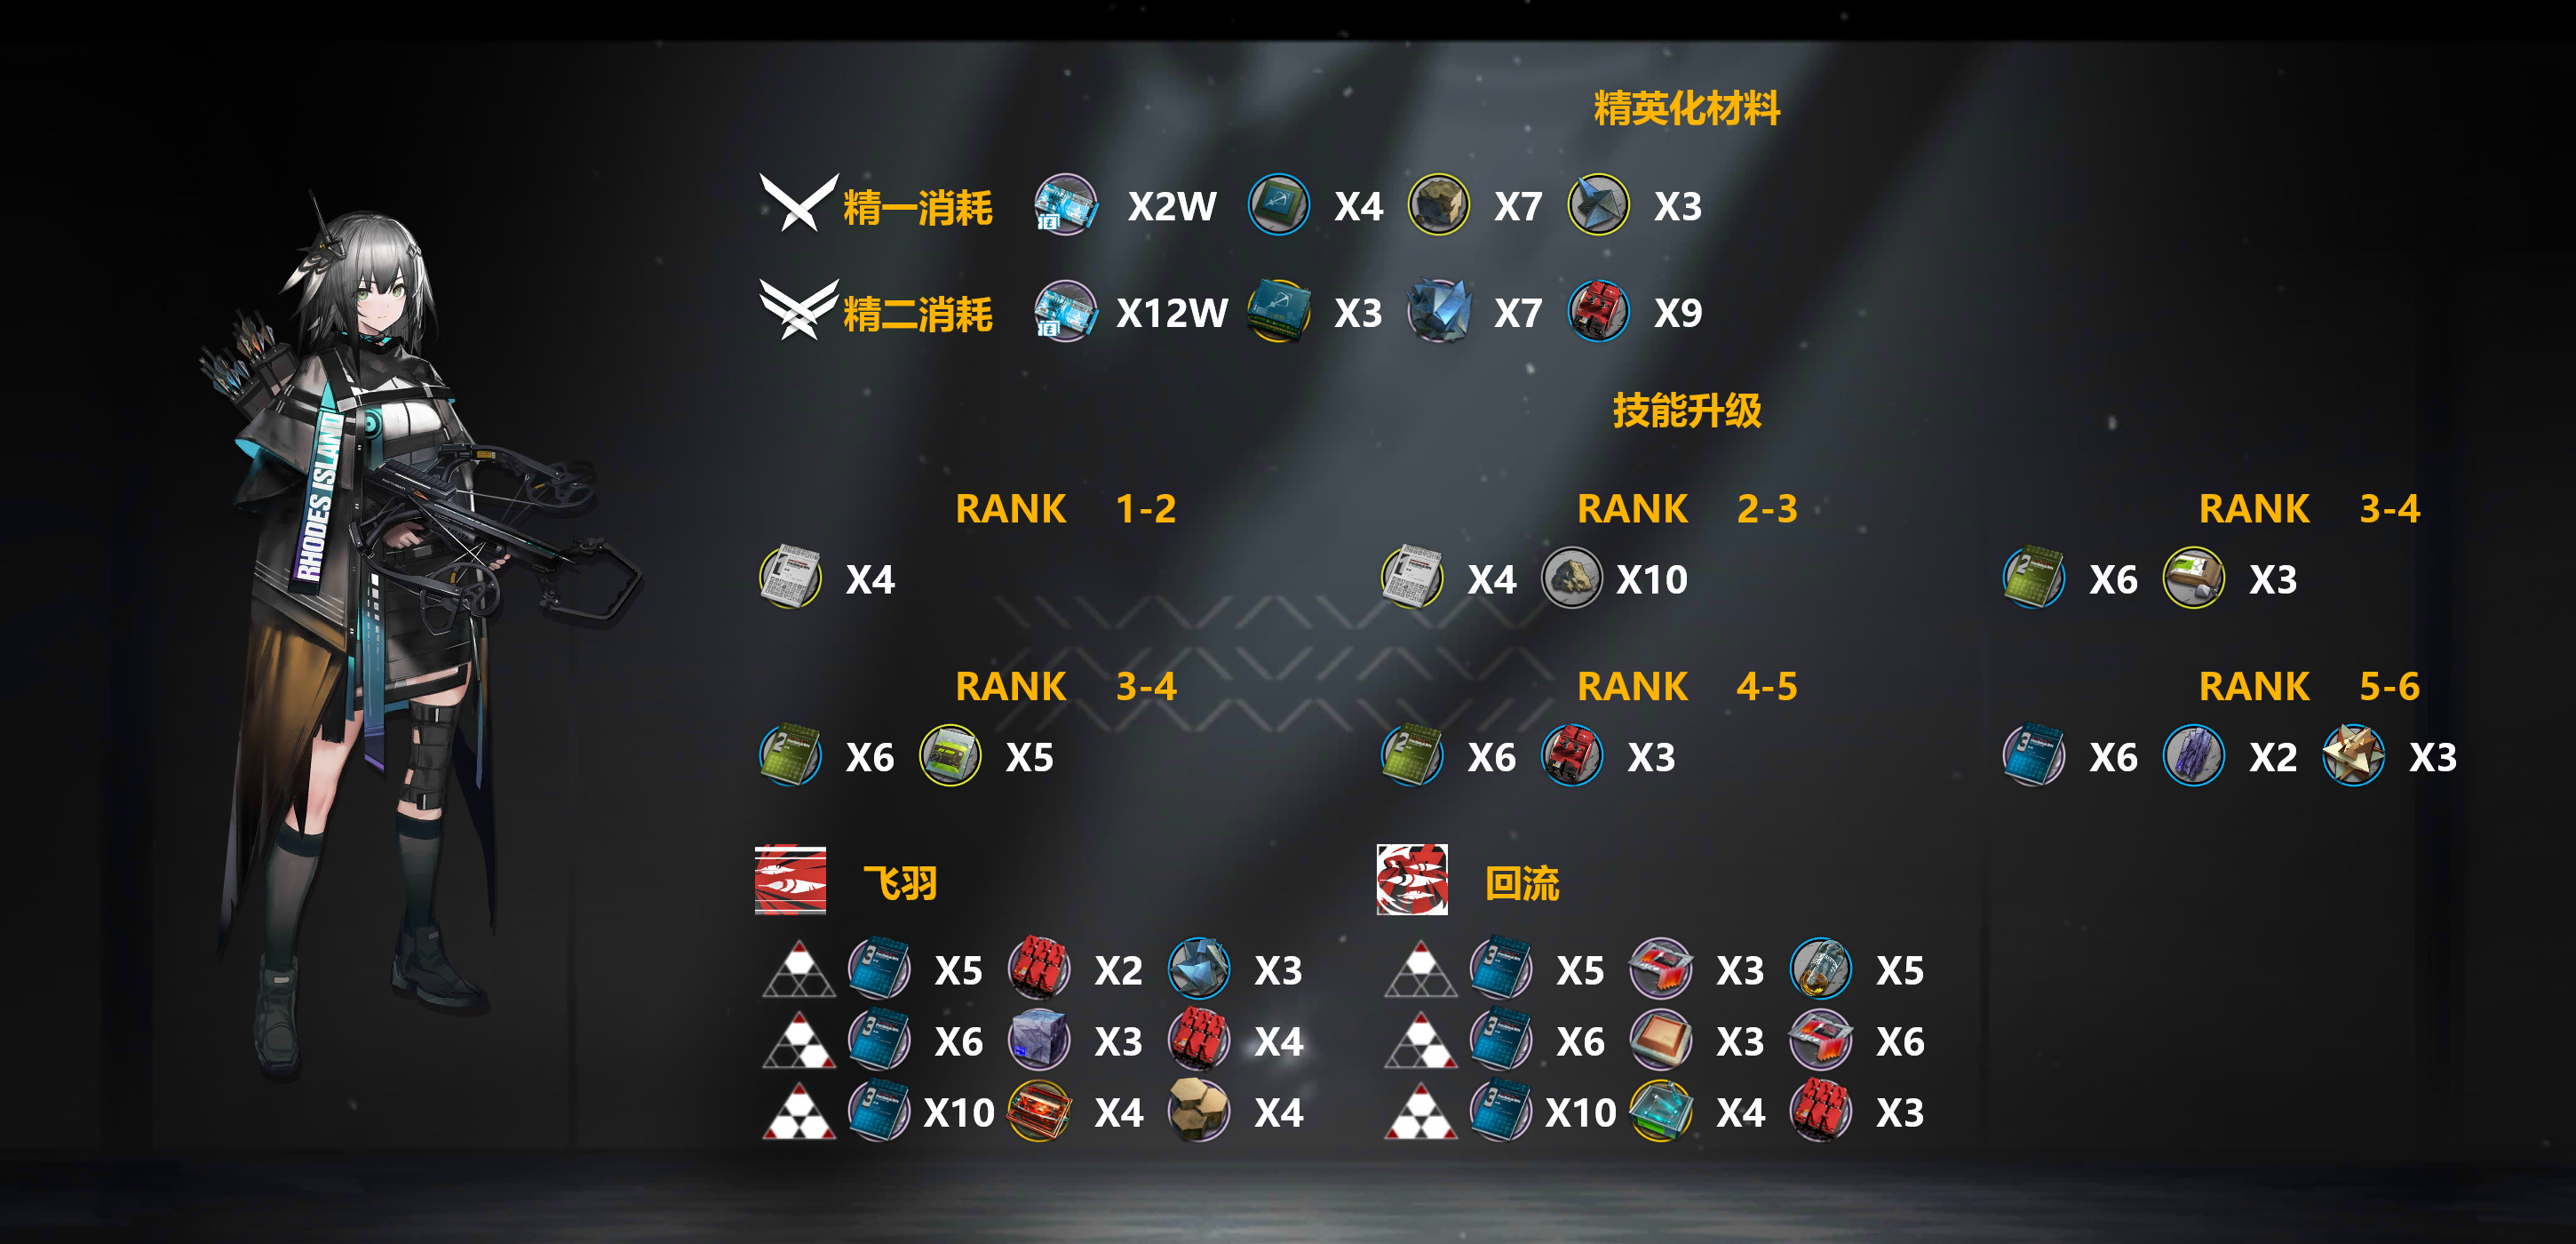 精英化材料
精一消耗 X2W X4 X7 X3
精二消耗 X12W X3 X7 X9
RHODES ISLAND
技能升级
RANK 1-2 RANK 2-3 RANK 3-4
X4 X4 X10 X6 X3
RANK 3-4 RANK 4-5 RANK 5-6
X6 X5 X6 X3 X6 X2 X3
飞羽 回流
X5 X2 X3 X5 X3 X5
X6 X3 X4 X6 X3 X6
X10 X4 X4 X10 X4 X3